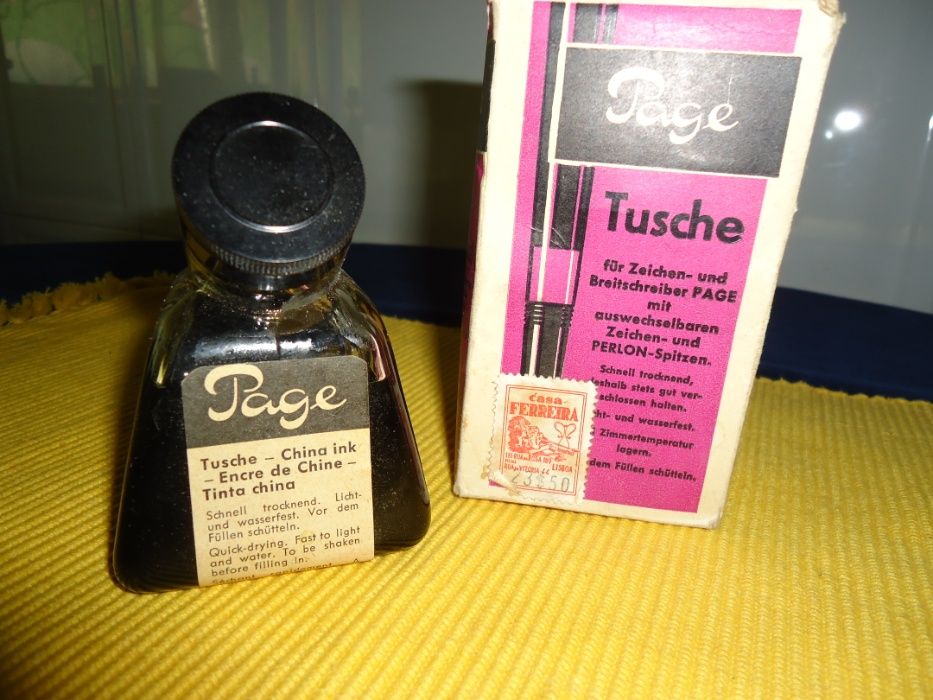 Page
Tusche – China ink
– Encre de Chine –
Tinta china
Schnell trocknend. Licht-
und wasserfest. Vor dem
Füllen schütteln.
Quick-drying. Fast to light
and water. To be shaken
before filling in.
Page
Tusche
für Zeichen- und
Breitschreiber PAGE
mit
auswechselbaren
Zeichen- und
PERLON-Spitzen.
Schnell trocknend,
deshalb stets gut ver-
schlossen halten.
cht- und wasserfest.
Zimmertemperatur
lagern.
dem Füllen schütteln.
Casa
FERREIRA
LISBOA
23$50